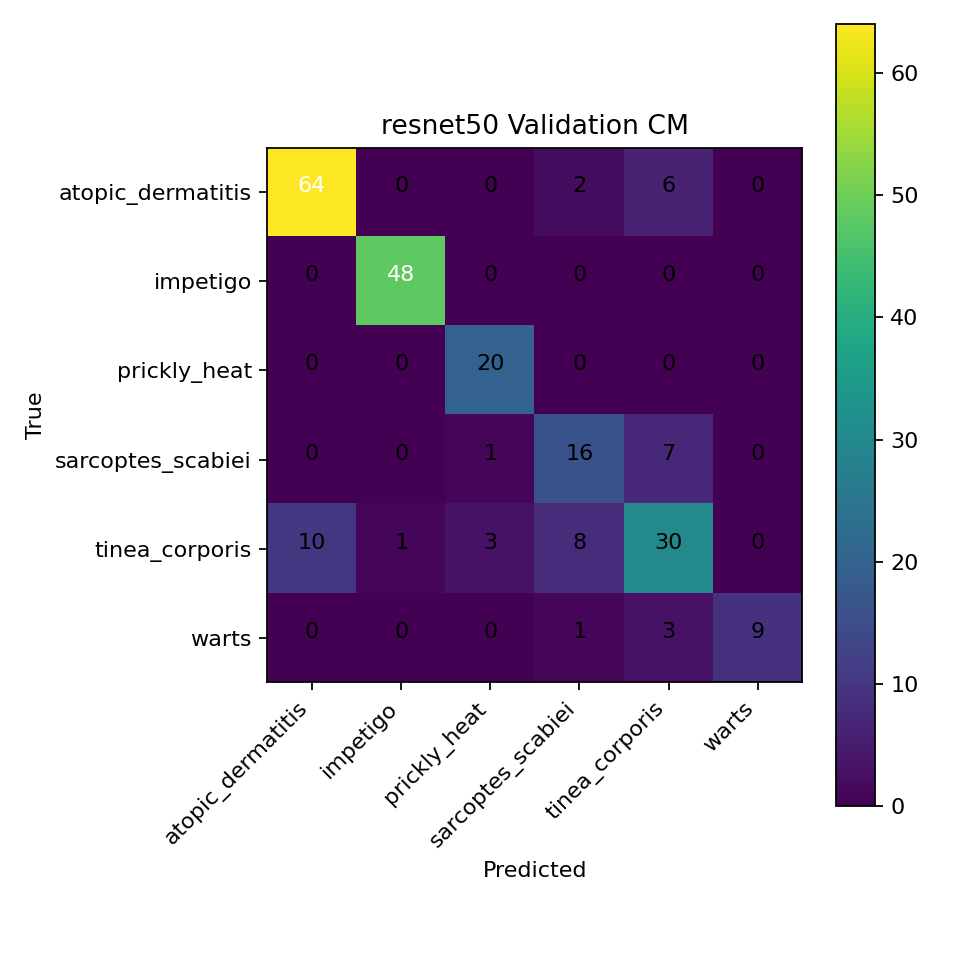 resnet50 Validation CM
True
atopic_dermatitis 64 0 0 2 6 0
impetigo 0 48 0 0 0 0
prickly_heat 0 0 20 0 0 0
sarcoptes_scabiei 0 0 1 16 7 0
tinea_corporis 10 1 3 8 30 0
warts 0 0 0 1 3 9
atopic_dermatitis
impetigo
prickly_heat
sarcoptes_scabiei
tinea_corporis
warts
Predicted
60
50
40
30
20
10
0